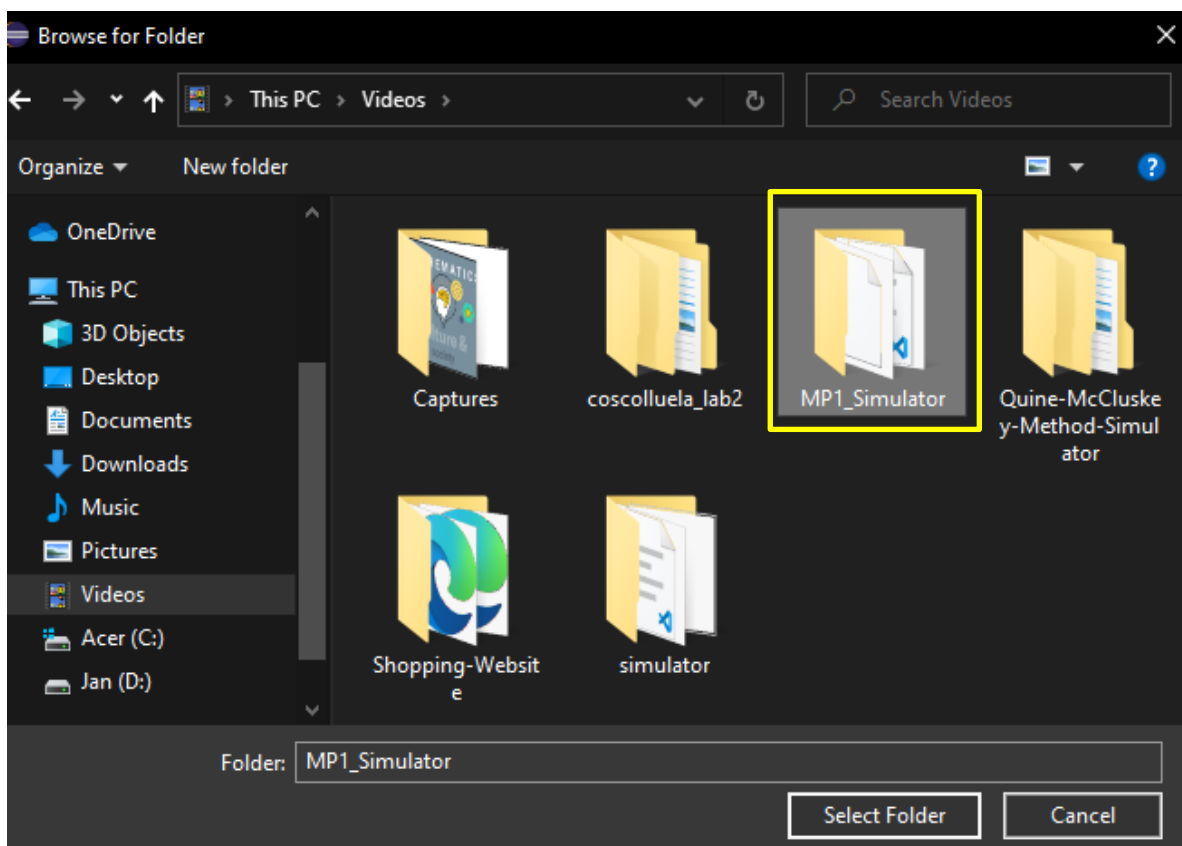 Browse for Folder
This PC > Videos >
Search Videos
Organize
New folder
OneDrive
This PC
3D Objects
Desktop
Documents
Downloads
Music
Pictures
Videos
Acer (C:)
Jan (D:)
Captures
coscolluela_lab2
MP1_Simulator
Quine-McCluske
y-Method-Simul
ator
Shopping-Websit
e
simulator
Folder:
MP1_Simulator
Select Folder
Cancel